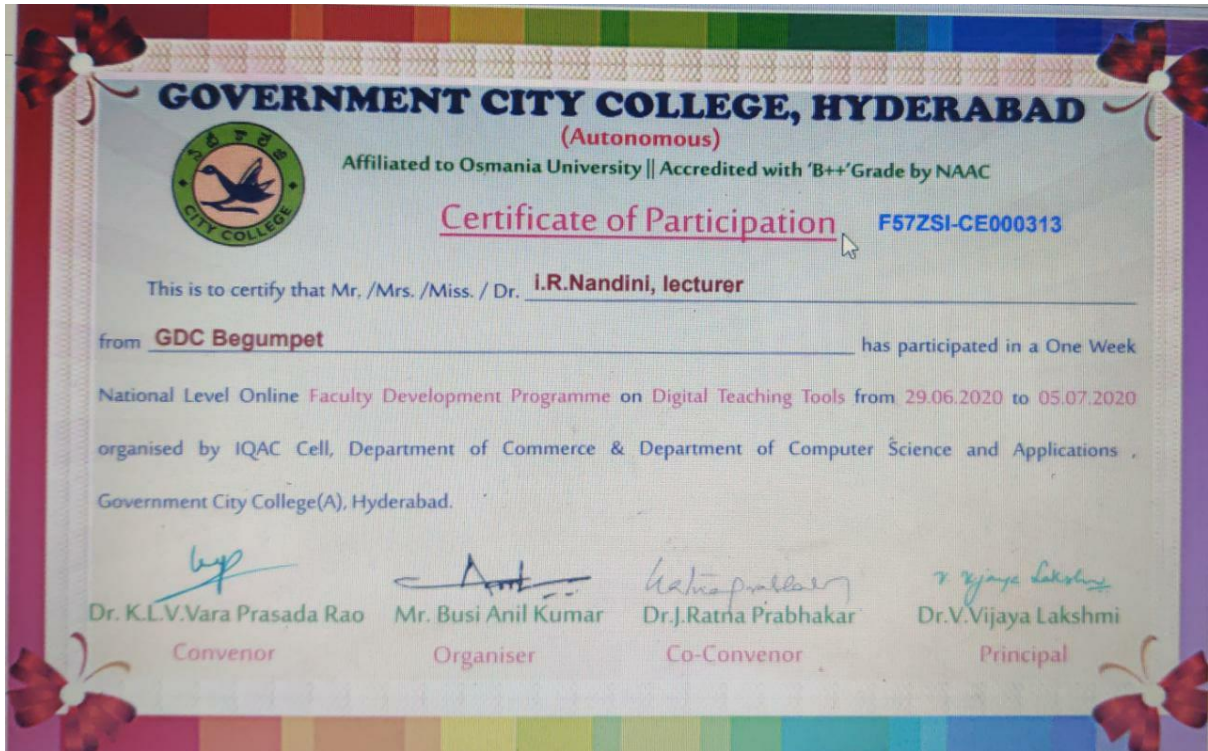 GOVERNMENT CITY COLLEGE, HYDERABAD
(Autonomous)
Affiliated to Osmania University || Accredited with 'B++'Grade by NAAC
CITY COLLEGE
Certificate of Participation F57ZSI-CE000313
This is to certify that Mr. /Mrs. /Miss. / Dr. i.R.Nandini, lecturer
from GDC Begumpet has participated in a One Week
National Level Online Faculty Development Programme on Digital Teaching Tools from 29.06.2020 to 05.07.2020
organised by IQAC Cell, Department of Commerce & Department of Computer Science and Applications ,
Government City College(A), Hyderabad.
V. Vijaya Lakshmi
Dr. K.L.V.Vara Prasada Rao Mr. Busi Anil Kumar Dr.J.Ratna Prabhakar Dr.V.Vijaya Lakshmi
Convenor Organiser Co-Convenor Principal